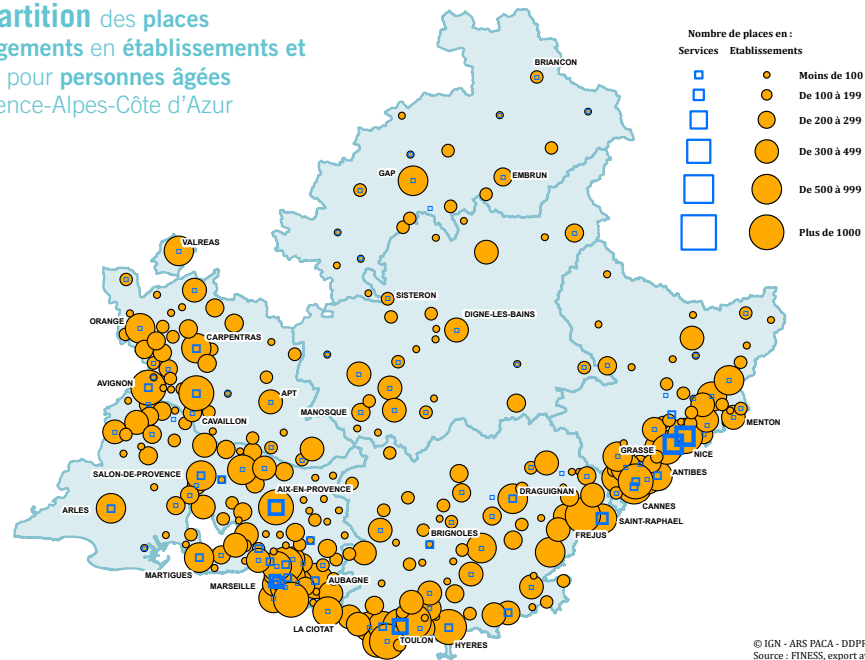 partition des places
gements en établissements et
pour personnes âgées
ence-Alpes-Côte d'Azur
Nombre de places en :
Services Etablissements
Moins de 100
De 100 à 199
De 200 à 299
De 300 à 499
De 500 à 999
Plus de 1000
BRIANCON
GAP
EMBRUN
VALREAS
SISTERON
DIGNE-LES-BAINS
ORANGE
CARPENTRAS
AVIGNON
APT
MANOSQUE
CAVAILLON
MENTON
NICE
GRASSE
ANTIBES
SALON-DE-PROVENCE
AIX-EN-PROVENCE
DRAGUIGNAN
CANNES
ARLES
SAINT-RAPHAEL
BRIGNOLES
FREJUS
MARTIGUES
MARSEILLE
AUBAGNE
LA CIOTAT
TOULON
HYERES
© IGN - ARS PACA - DDPR
Source : FINESS, export a